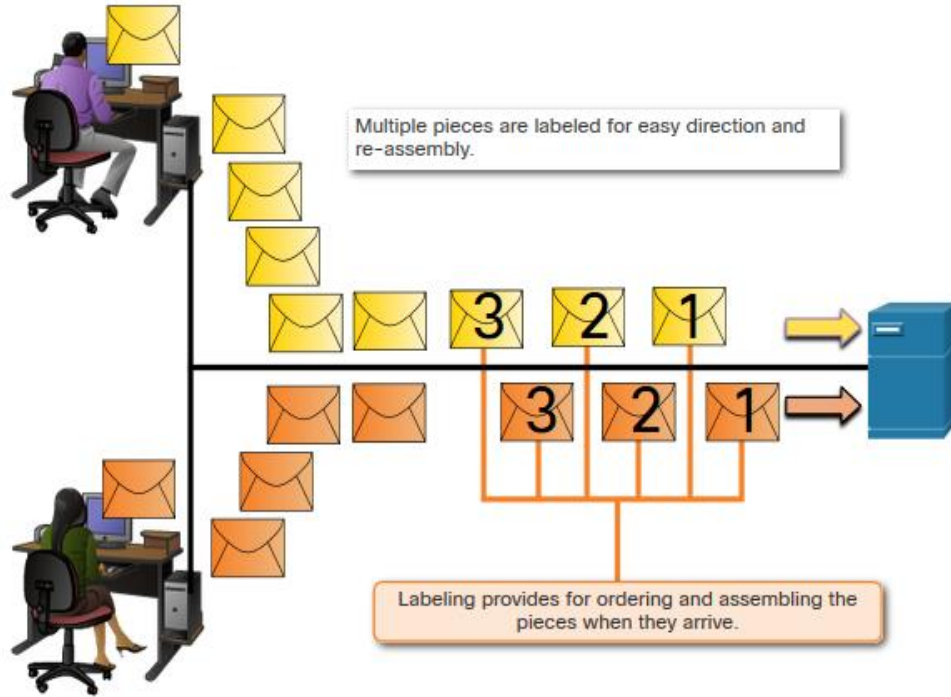 Multiple pieces are labeled for easy direction and
re-assembly.
3 2 1
3 2 1
Labeling provides for ordering and assembling the
pieces when they arrive.